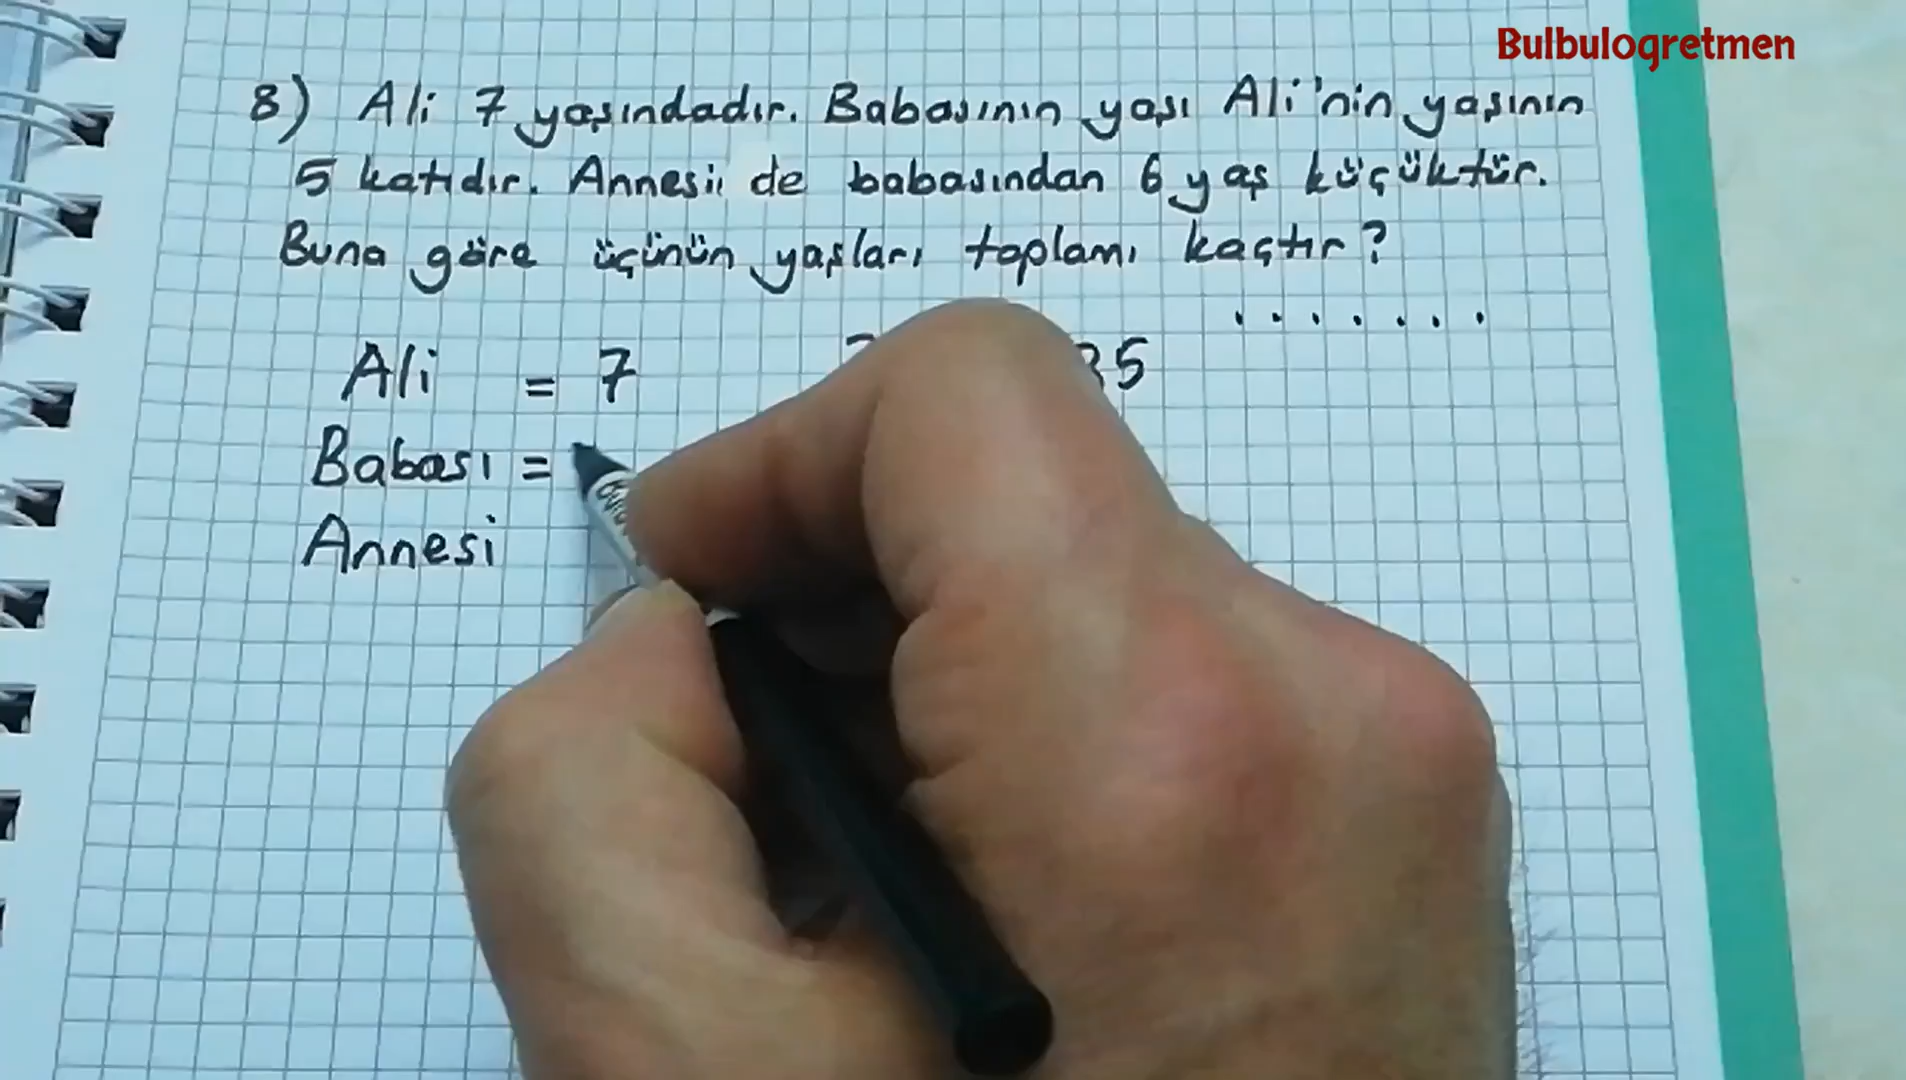 Bulbulogretmen
8) Ali 7 yaşındadır. Babasının yaşı Ali'nin yaşının
5 katıdır. Annesi de babasından 6 yaş küçüktür.
Buna göre üçünün yaşları toplamı kaçtır?
.......
Ali = 7 35
Babası =
Annesi